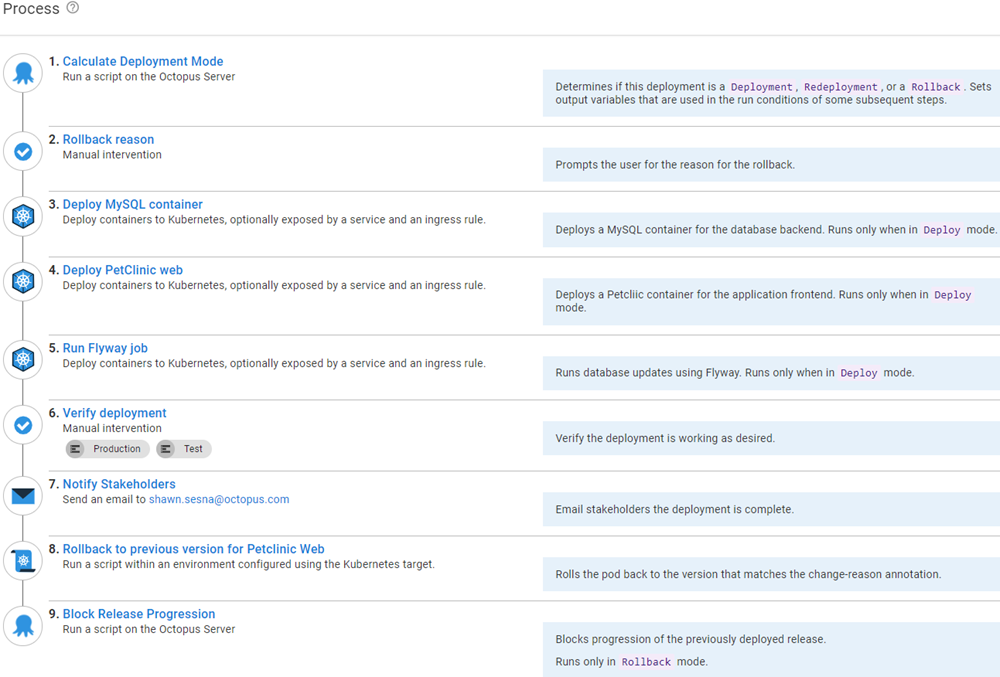 Process ?
1. Calculate Deployment Mode
Run a script on the Octopus Server
Determines if this deployment is a Deployment, Redeployment, or a Rollback. Sets
output variables that are used in the run conditions of some subsequent steps.
2. Rollback reason
Manual intervention
Prompts the user for the reason for the rollback.
3. Deploy MySQL container
Deploy containers to Kubernetes, optionally exposed by a service and an ingress rule.
Deploys a MySQL container for the database backend. Runs only when in Deploy mode.
4. Deploy PetClinic web
Deploy containers to Kubernetes, optionally exposed by a service and an ingress rule.
Deploys a Petcliic container for the application frontend. Runs only when in Deploy
mode.
5. Run Flyway job
Deploy containers to Kubernetes, optionally exposed by a service and an ingress rule.
Runs database updates using Flyway. Runs only when in Deploy mode.
6. Verify deployment
Manual intervention
Production Test
Verify the deployment is working as desired.
7. Notify Stakeholders
Send an email to shawn.sesna@octopus.com
Email stakeholders the deployment is complete.
8. Rollback to previous version for Petclinic Web
Run a script within an environment configured using the Kubernetes target.
Rolls the pod back to the version that matches the change-reason annotation.
9. Block Release Progression
Run a script on the Octopus Server
Blocks progression of the previously deployed release.
Runs only in Rollback mode.